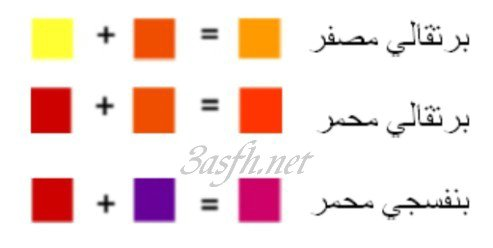 برتقالي مصفر
برتقالي محمر
3asfh.net
بنفسجي محمر